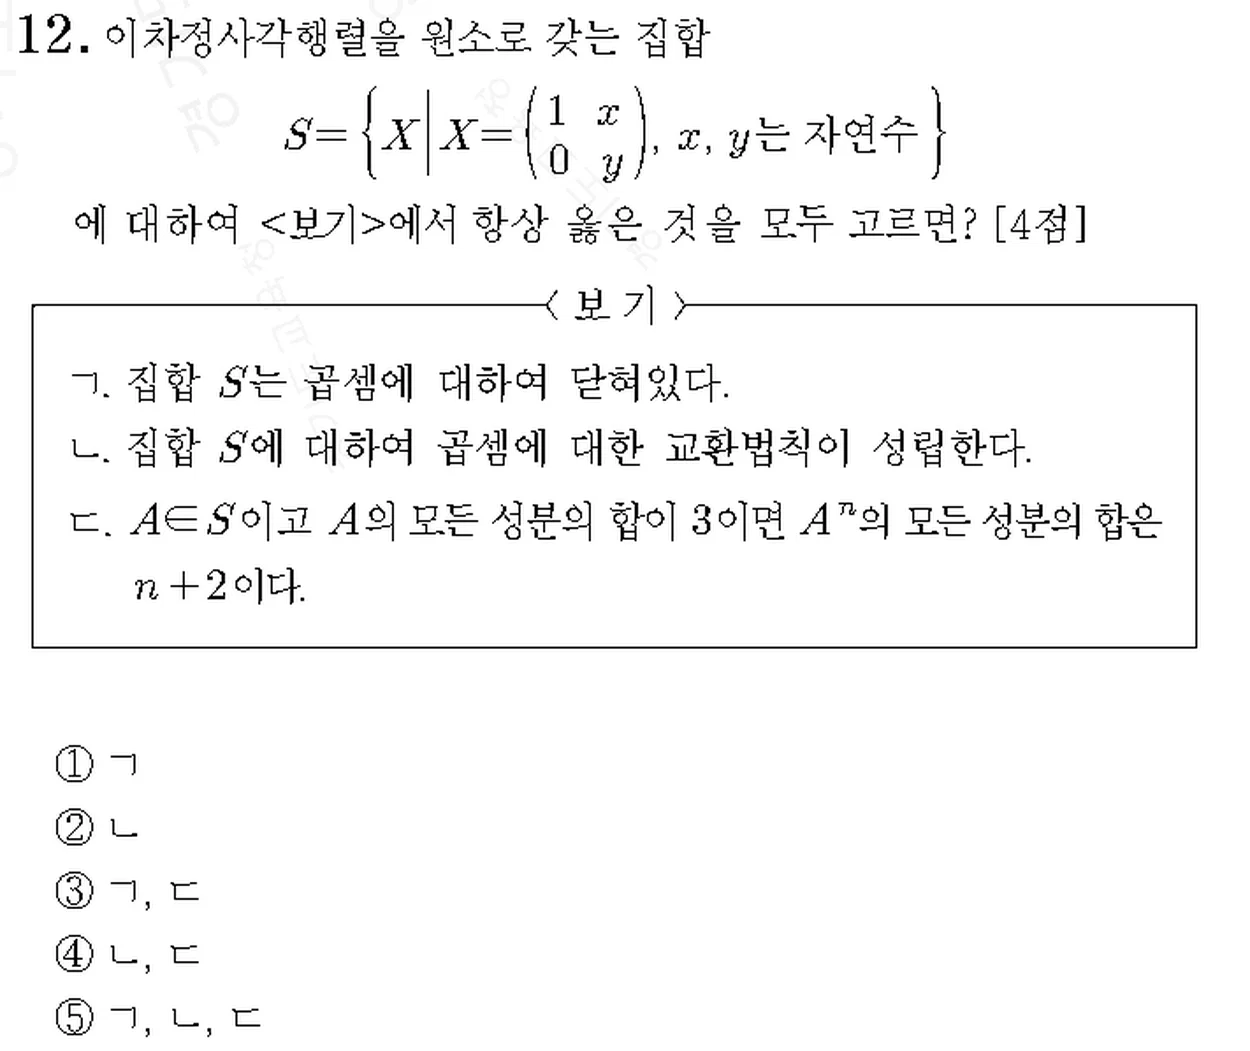 12. 이차정사각행렬을 원소로 갖는 집합
S={X|X=(1 x
0 y), x, y는 자연수}
에 대하여 <보기>에서 항상 옳은 것을 모두 고르면? [4점]
<보 기>
ㄱ. 집합 S는 곱셈에 대하여 닫혀있다.
ㄴ. 집합 S에 대하여 곱셈에 대한 교환법칙이 성립한다.
ㄷ. A∈S이고 A의 모든 성분의 합이 3이면 Aⁿ의 모든 성분의 합은
n+2이다.
① ㄱ
② ㄴ
③ ㄱ, ㄷ
④ ㄴ, ㄷ
⑤ ㄱ, ㄴ, ㄷ